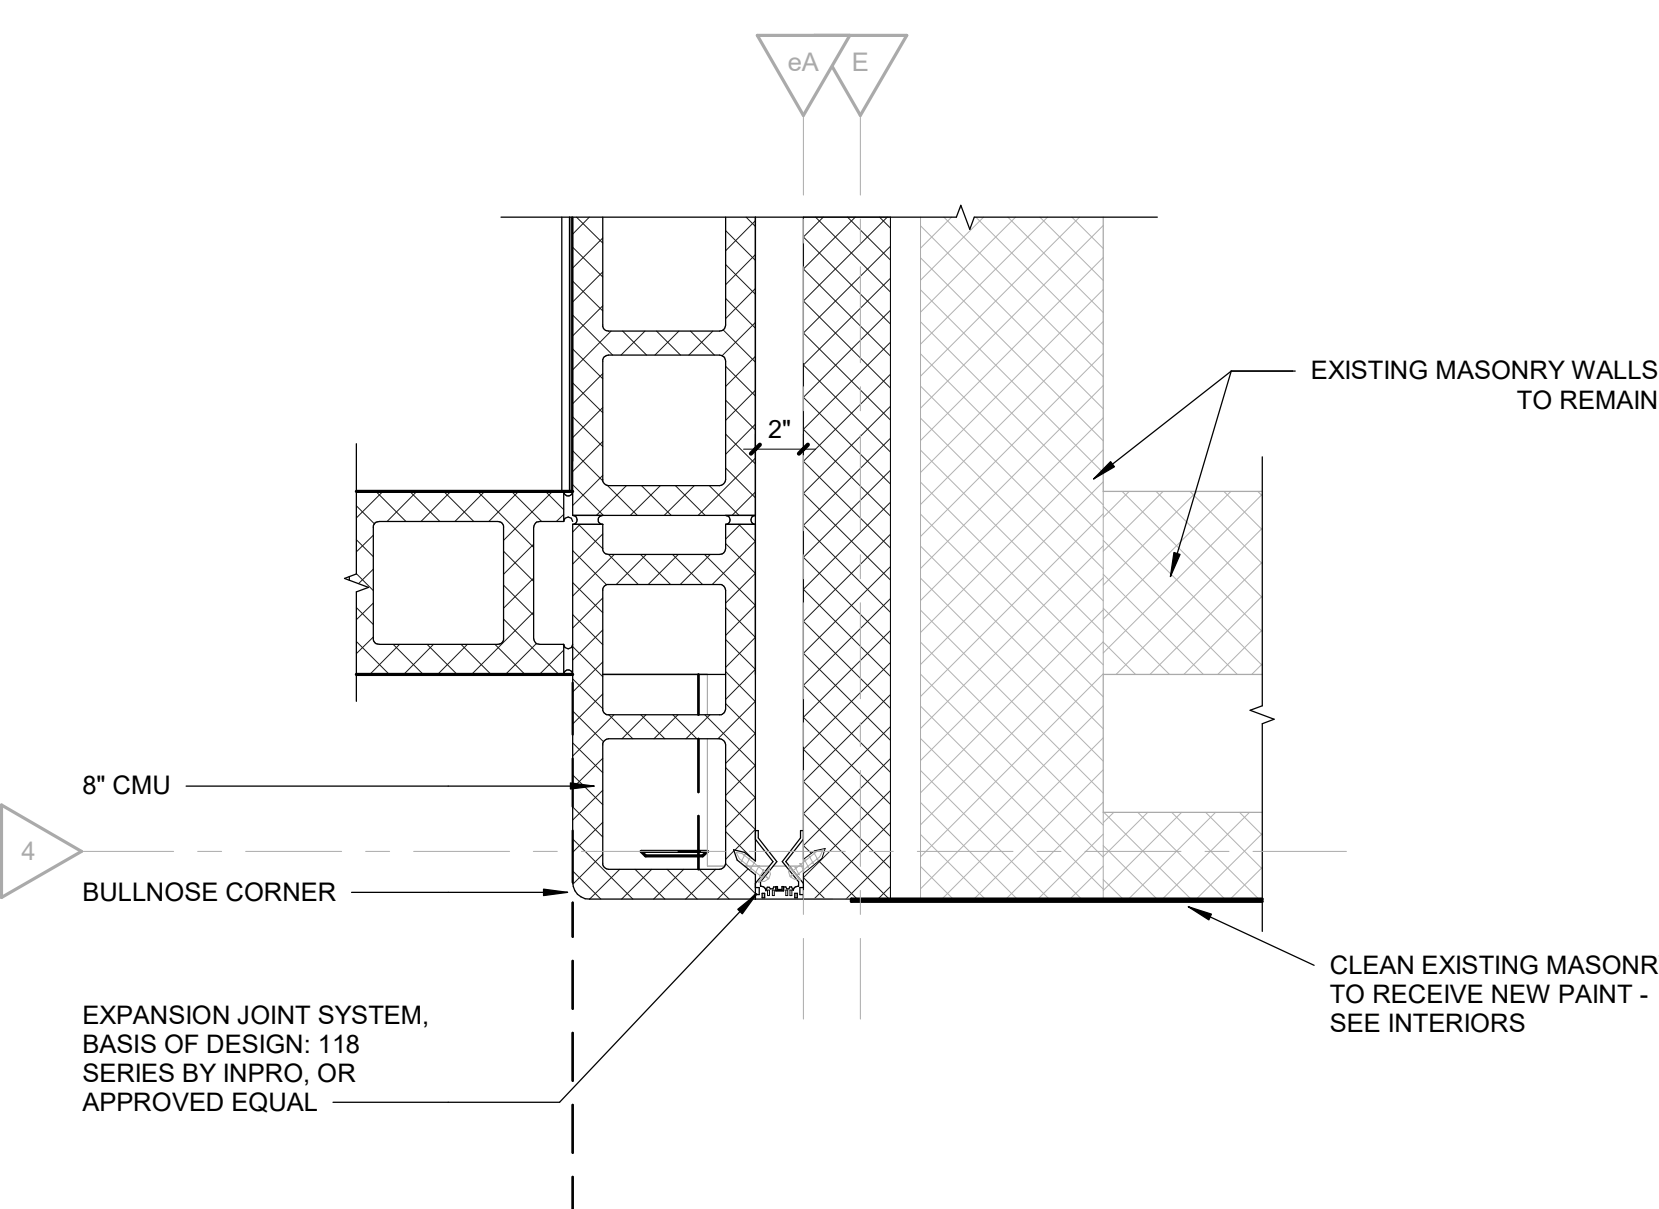 eA
E
2"
EXISTING MASONRY WALLS
TO REMAIN
8" CMU
4
BULLNOSE CORNER
EXPANSION JOINT SYSTEM,
BASIS OF DESIGN: 118
SERIES BY INPRO, OR
APPROVED EQUAL
CLEAN EXISTING MASONR
TO RECEIVE NEW PAINT -
SEE INTERIORS